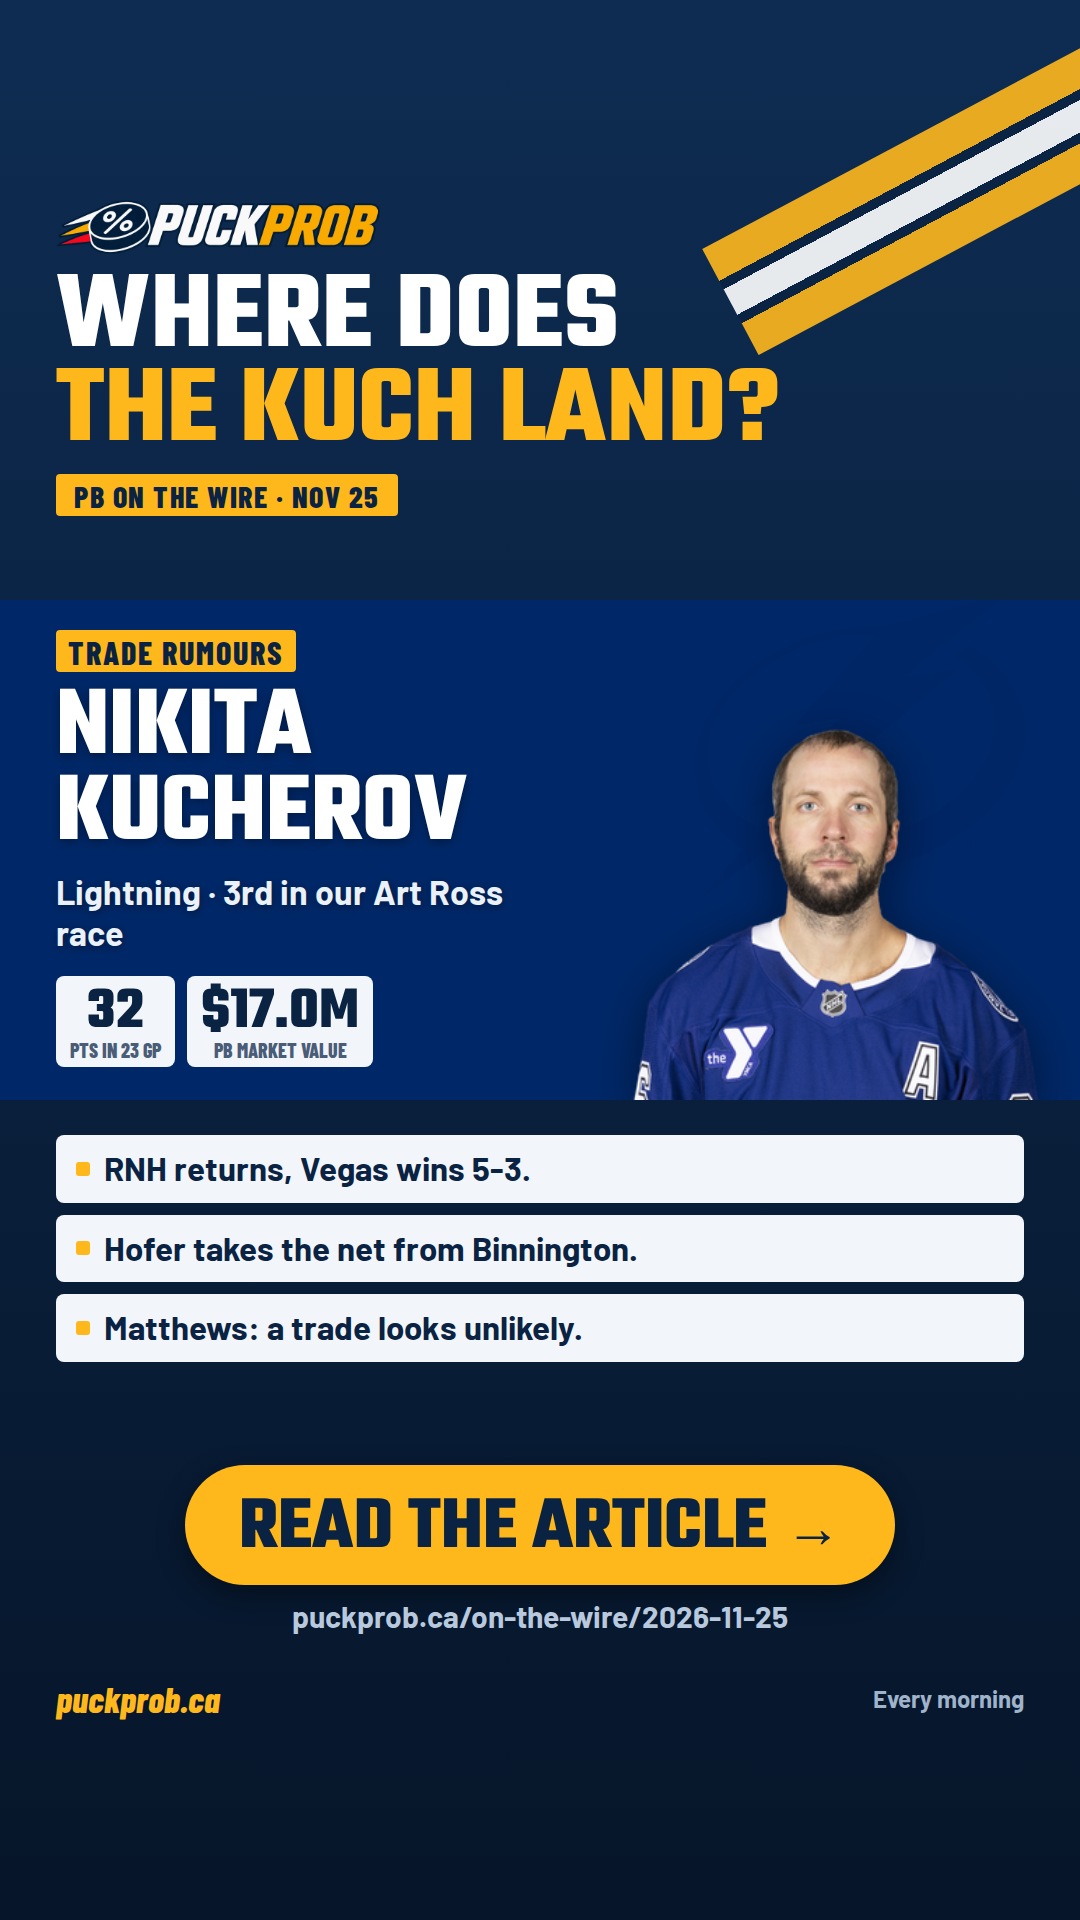 % PUCKPROB
WHERE DOES
THE KUCH LAND?
PB ON THE WIRE · NOV 25
TRADE RUMOURS
NIKITA
KUCHEROV
Lightning · 3rd in our Art Ross
race
32
PTS IN 23 GP
$17.0M
PB MARKET VALUE
NHL
the Y
A
RNH returns, Vegas wins 5-3.
Hofer takes the net from Binnington.
Matthews: a trade looks unlikely.
READ THE ARTICLE →
puckprob.ca/on-the-wire/2026-11-25
puckprob.ca
Every morning